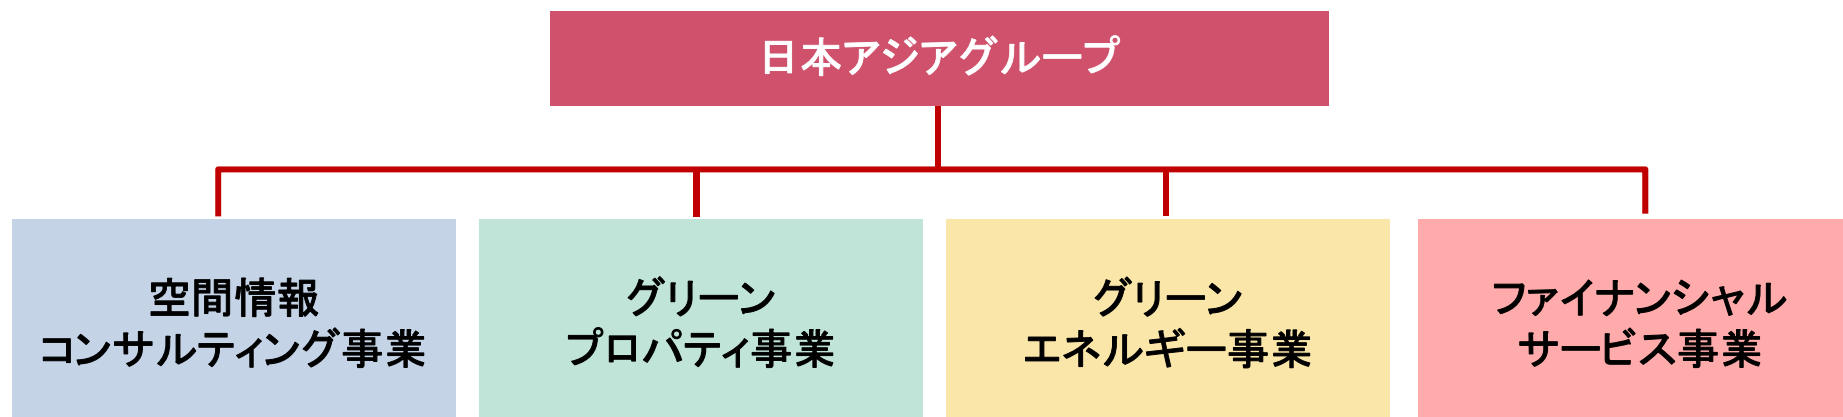 日本アジアグループ
空間情報
コンサルティング事業
グリーン
プロパティ事業
グリーン
エネルギー事業
ファイナンシャル
サービス事業